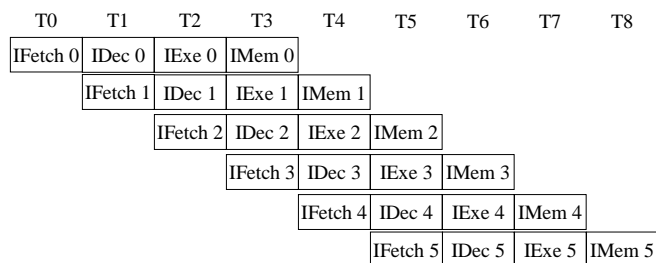 T0 T1 T2 T3 T4 T5 T6 T7 T8
IFetch 0 IDec 0 IExe 0 IMem 0
IFetch 1 IDec 1 IExe 1 IMem 1
IFetch 2 IDec 2 IExe 2 IMem 2
IFetch 3 IDec 3 IExe 3 IMem 3
IFetch 4 IDec 4 IExe 4 IMem 4
IFetch 5 IDec 5 IExe 5 IMem 5